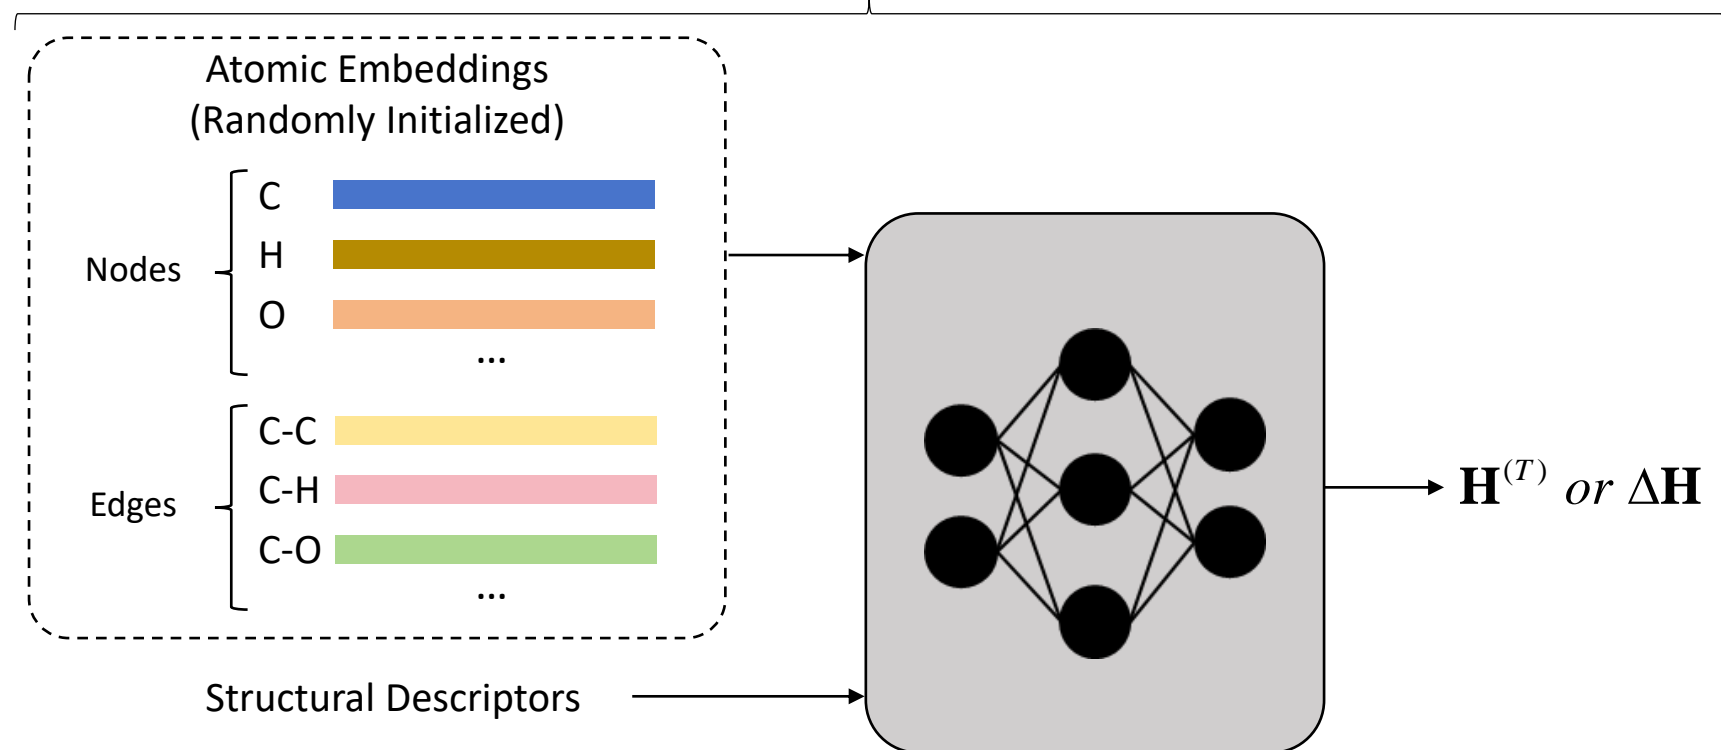 Atomic Embeddings
(Randomly Initialized)
Nodes
C
H
O
...
Edges
C-C
C-H
C-O
...
Structural Descriptors
𝐇^(T) or Δ𝐇